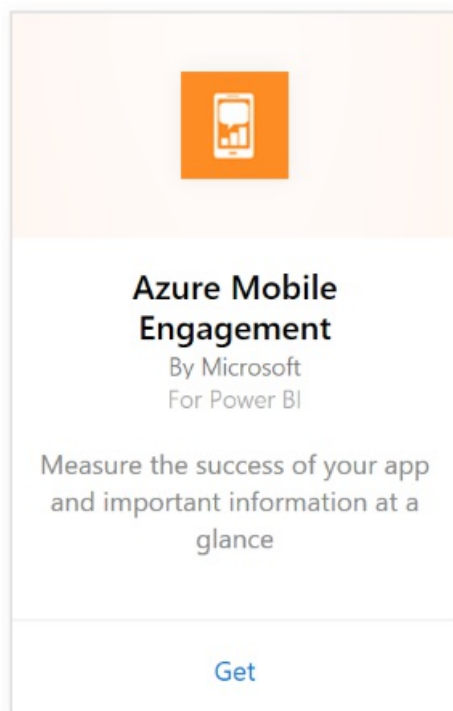 Azure Mobile
Engagement
By Microsoft
For Power BI
Measure the success of your app
and important information at a
glance
Get